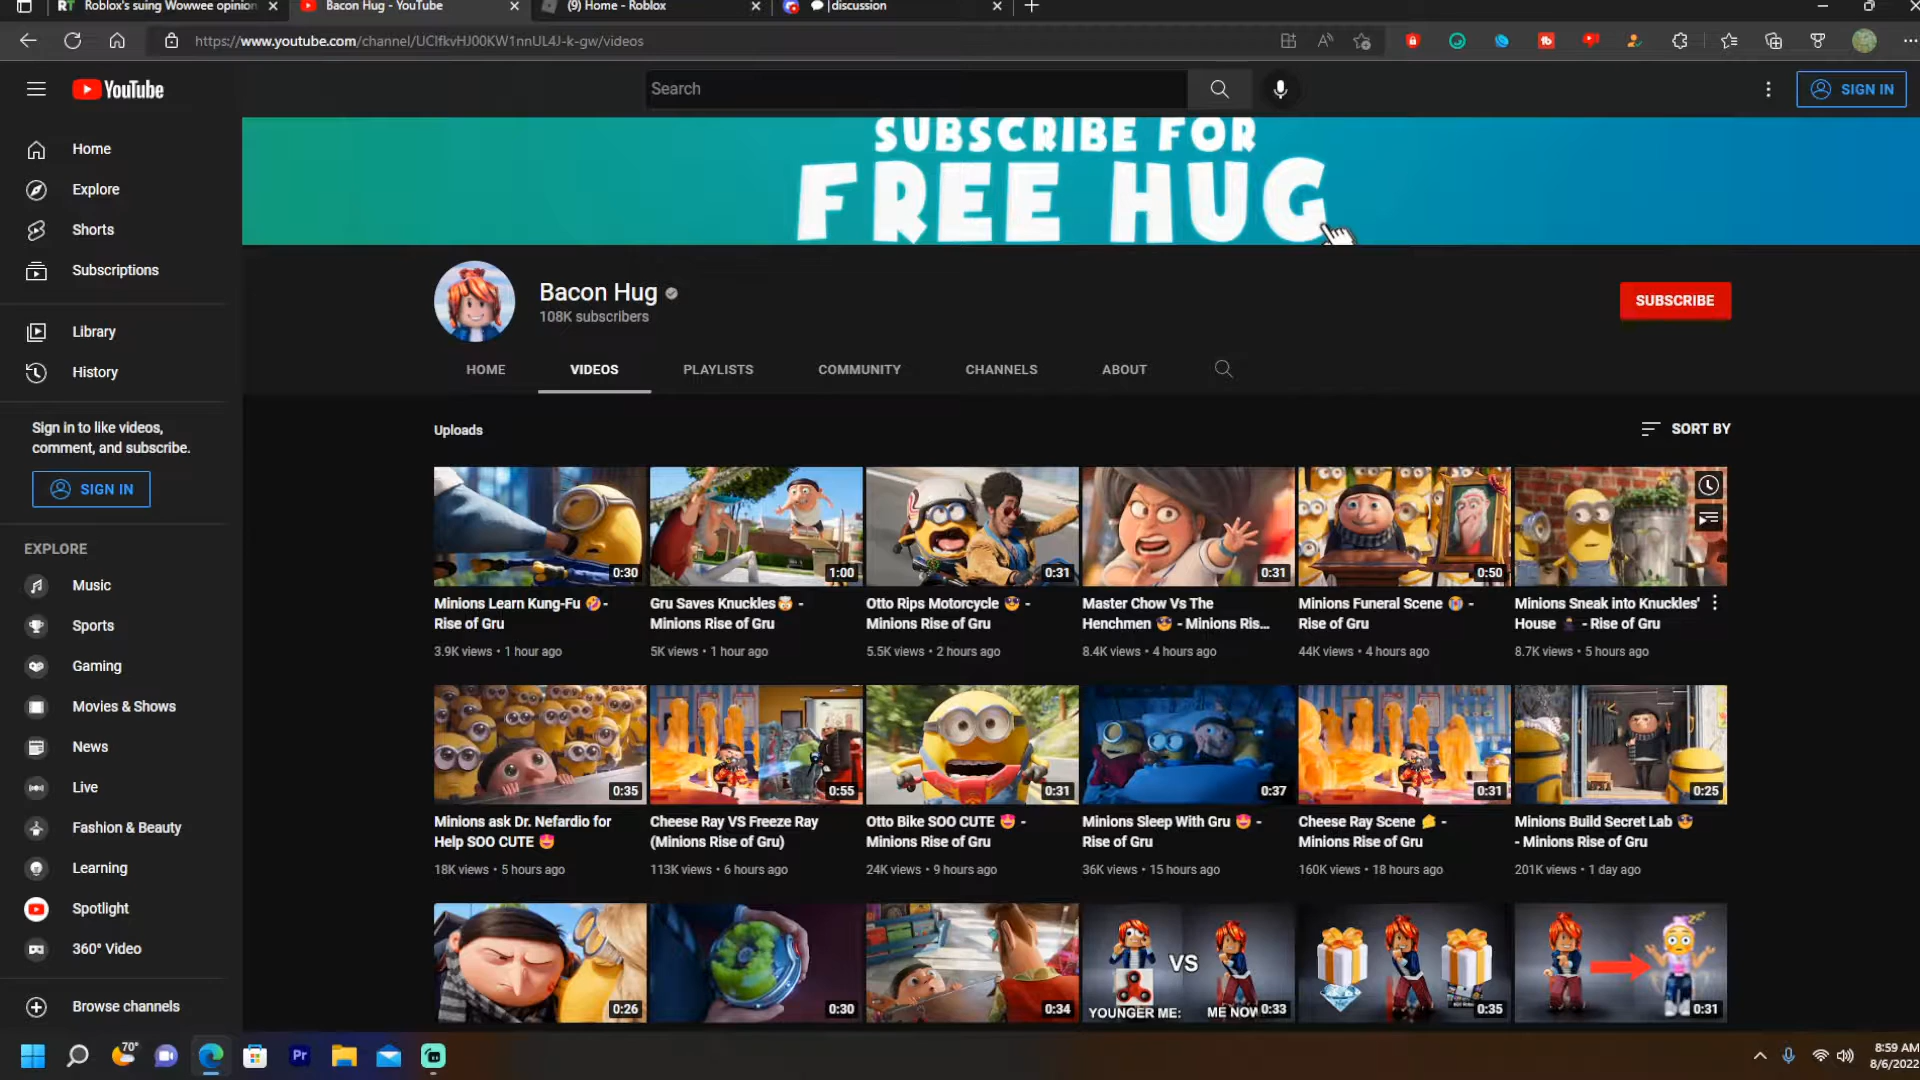 Roblox's suing Wowwee opinion
Bacon Hug - YouTube
(9) Home - Roblox
discussion
https://www.youtube.com/channel/UClfkvHJ00KW1nnUL4J-k-gw/videos
YouTube
Search
SIGN IN
Home
Explore
Shorts
Subscriptions
Library
History
Sign in to like videos,
comment, and subscribe.
SIGN IN
EXPLORE
Music
Sports
Gaming
Movies & Shows
News
Live
Fashion & Beauty
Learning
Spotlight
360° Video
Browse channels
SUBSCRIBE FOR
FREE HUG
Bacon Hug
108K subscribers
SUBSCRIBE
HOME
VIDEOS
PLAYLISTS
COMMUNITY
CHANNELS
ABOUT
Uploads
SORT BY
0:30
1:00
0:31
0:31
0:50
Minions Learn Kung-Fu 🤣 -
Rise of Gru
3.9K views • 1 hour ago
Gru Saves Knuckles🤯 -
Minions Rise of Gru
5K views • 1 hour ago
Otto Rips Motorcycle 😎 -
Minions Rise of Gru
5.5K views • 2 hours ago
Master Chow Vs The
Henchmen 😎 - Minions Ris...
8.4K views • 4 hours ago
Minions Funeral Scene 😭 -
Rise of Gru
44K views • 4 hours ago
Minions Sneak into Knuckles'
House 🥷 - Rise of Gru
8.7K views • 5 hours ago
0:35
0:55
0:31
0:37
0:31
0:25
Minions ask Dr. Nefardio for
Help SOO CUTE 😍
18K views • 5 hours ago
Cheese Ray VS Freeze Ray
(Minions Rise of Gru)
113K views • 6 hours ago
Otto Bike SOO CUTE 😍 -
Minions Rise of Gru
24K views • 9 hours ago
Minions Sleep With Gru 😍 -
Rise of Gru
36K views • 15 hours ago
Cheese Ray Scene 🧀 -
Minions Rise of Gru
160K views • 18 hours ago
Minions Build Secret Lab 😎
- Minions Rise of Gru
201K views • 1 day ago
0:26
0:30
0:34
VS
YOUNGER ME:
ME NOW
0:33
0:35
0:31
70°
Pr
8:59 AM
8/6/2022